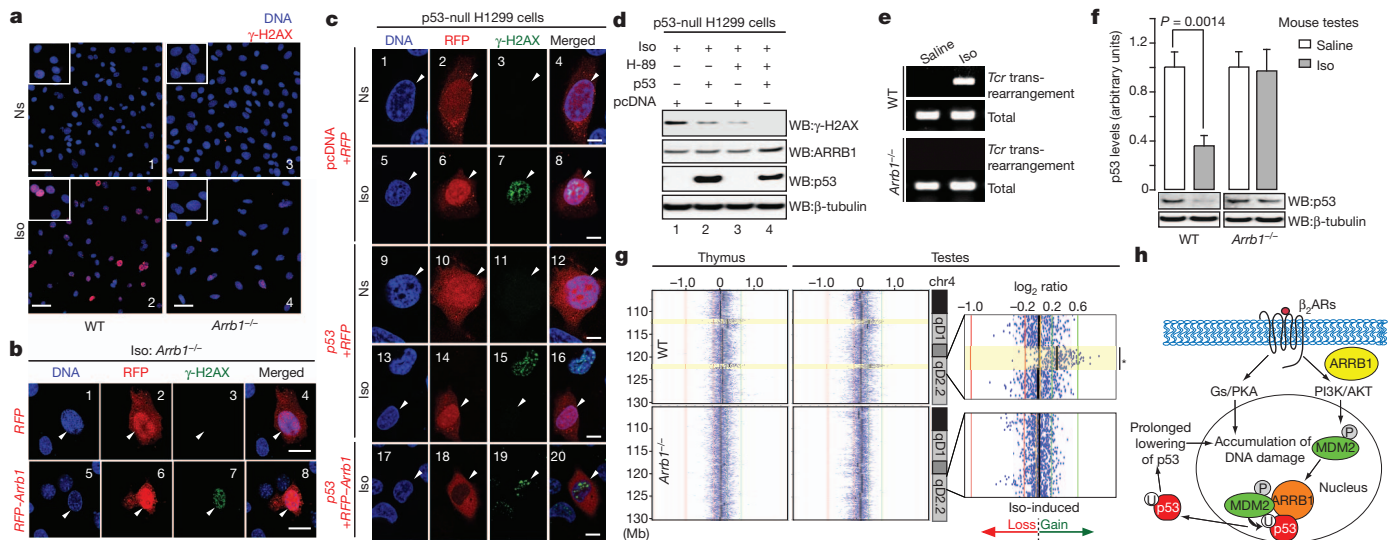 a
DNA
γ-H2AX
Ns
Iso
1
3
2
4
WT
Arrb1–/–
b
Iso: Arrb1–/–
DNA
RFP
γ-H2AX
Merged
RFP
1
2
3
4
RFP-Arrb1
5
6
7
8
c
p53-null H1299 cells
DNA
RFP
γ-H2AX
Merged
pcDNA
+RFP
Ns
1
2
3
4
Iso
5
6
7
8
p53
+RFP
Ns
9
10
11
12
Iso
13
14
15
16
p53
+RFP–Arrb1
Iso
17
18
19
20
d
p53-null H1299 cells
Iso + + + +
H-89 – – + +
p53 – + – +
pcDNA + – + –
WB:γ-H2AX
WB:ARRB1
WB:p53
WB:β-tubulin
1 2 3 4
e
Saline
Iso
WT
Tcr trans-
rearrangement
Total
Arrb1–/–
Tcr trans-
rearrangement
Total
f
P = 0.0014
Mouse testes
Saline
Iso
p53 levels (arbitrary units)
1.2
0.8
0.4
0
WB:p53
WB:β-tubulin
WT
Arrb1–/–
g
Thymus
Testes
chr4
log2 ratio
–1.0 0 1.0
–1.0 0 1.0
–1.0 –0.2 0.2 0.6
WT
110
115
120
125
130
qD1
qD2.2
*
Arrb1–/–
110
115
120
125
130
(Mb)
qD1
qD2.2
Iso-induced
Loss
Gain
h
β2ARs
ARRB1
Gs/PKA
PI3K/AKT
P
MDM2
Prolonged
lowering
of p53
Accumulation of
DNA damage
Nucleus
P
MDM2
ARRB1
U
p53
U
p53